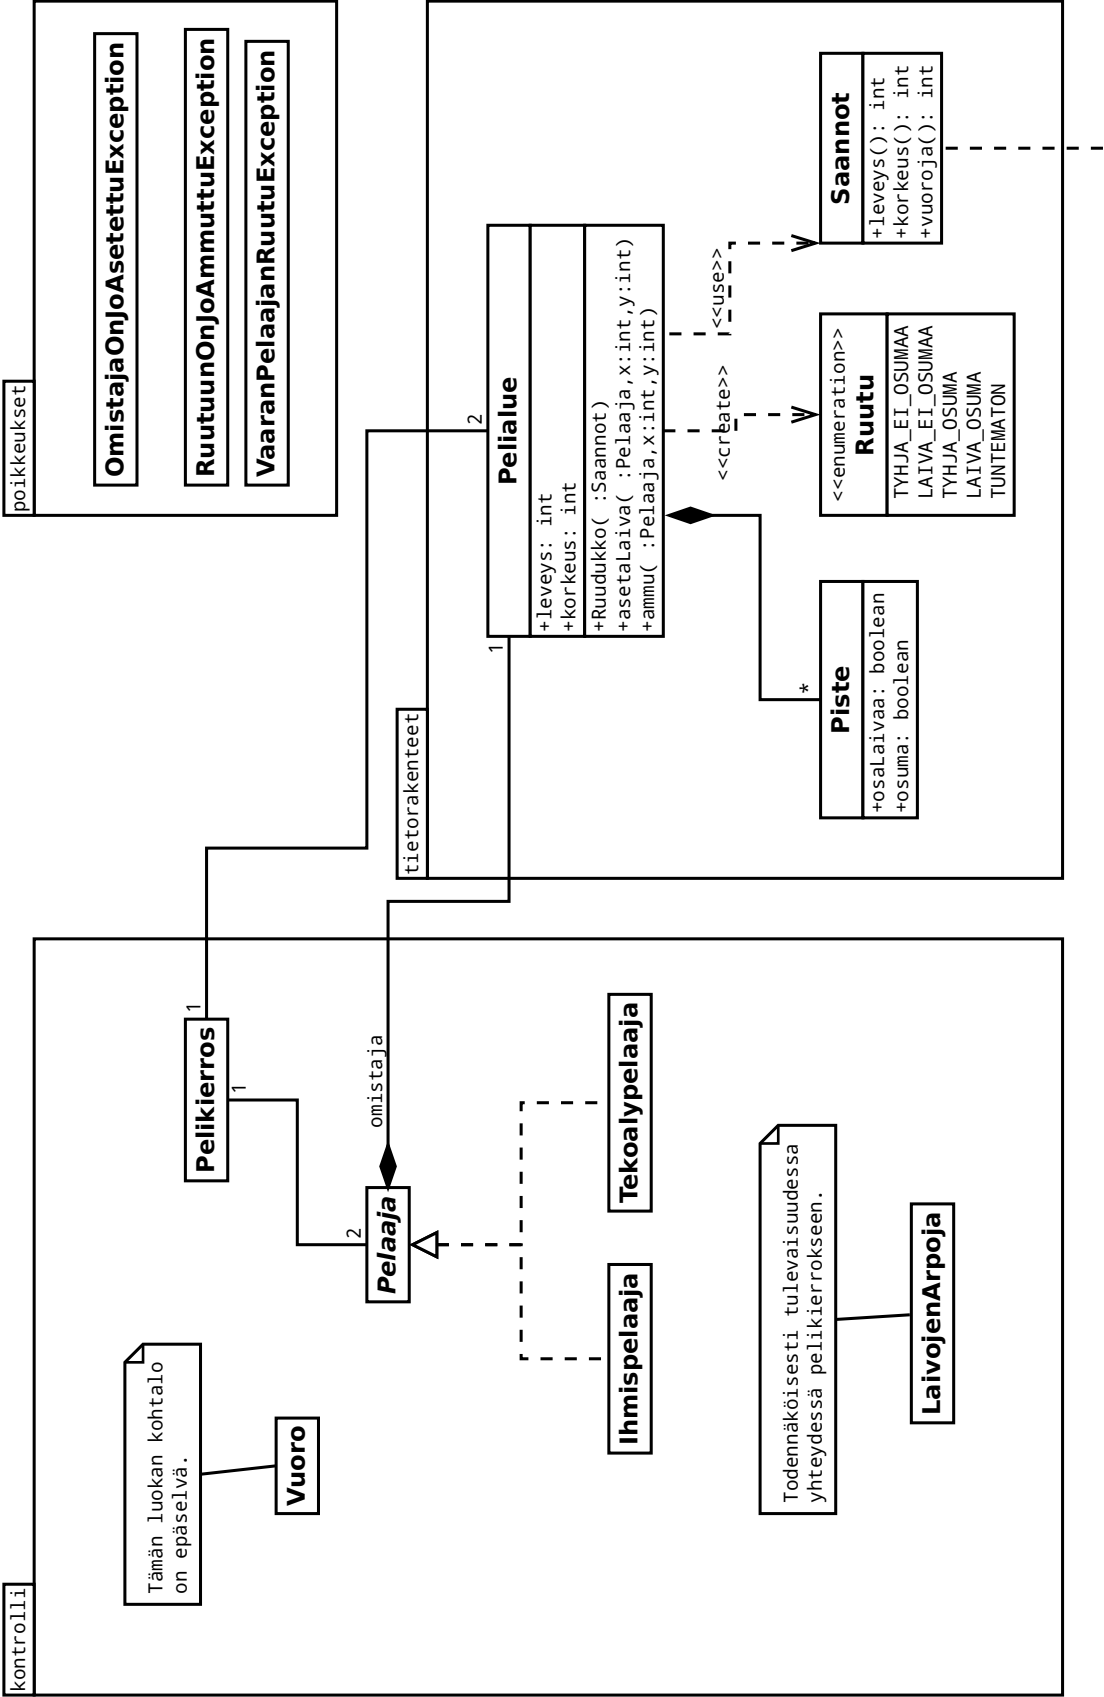 kontrolli
Tämän luokan kohtalo
on epäselvä.
Vuoro
Pelikierros
1
1
2
Pelaaja
omistaja
Ihmispelaaja
Tekoalypelaaja
Todennäköisesti tulevaisuudessa
yhteydessä pelikierrokseen.
LaivojenArpoja
tietorakenteet
1
2
Pelialue
+leveys: int
+korkeus: int
+Ruudukko( :Saannot)
+asetaLaiva( :Pelaaja,x:int,y:int)
+ammu( :Pelaaja,x:int,y:int)
<<create>>
<<use>>
*
Piste
+osaLaivaa: boolean
+osuma: boolean
<<enumeration>>
Ruutu
TYHJA_EI_OSUMAA
LAIVA_EI_OSUMAA
TYHJA_OSUMA
LAIVA_OSUMA
TUNTEMATON
Saannot
+leveys(): int
+korkeus(): int
+vuoroja(): int
poikkeukset
OmistajaOnJoAsetettuException
RuutuunOnJoAmmuttuException
VaaranPelaajanRuutuException